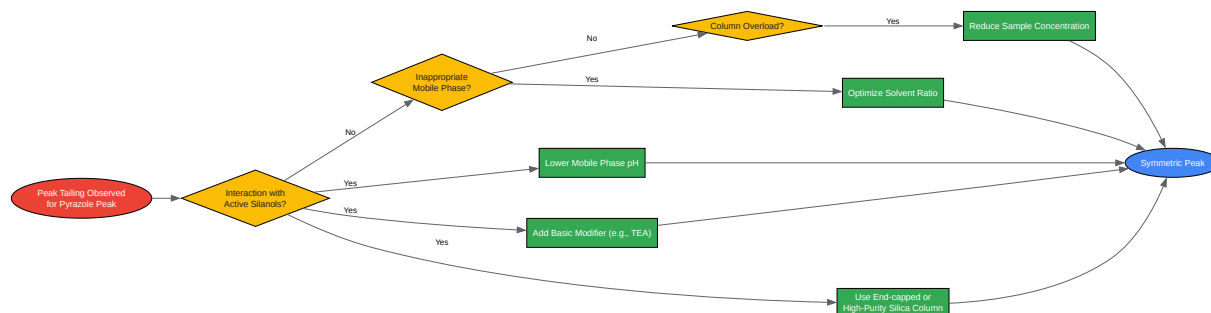 Column Overload?
Yes
Reduce Sample Concentration
No
Inappropriate
Mobile Phase?
Yes
Optimize Solvent Ratio
No
Lower Mobile Phase pH
Symmetric Peak
Peak Tailing Observed
for Pyrazole Peak
Interaction with
Active Silanols?
Yes
Yes
Add Basic Modifier (e.g., TEA)
Yes
Use End-capped or
High-Purity Silica Column